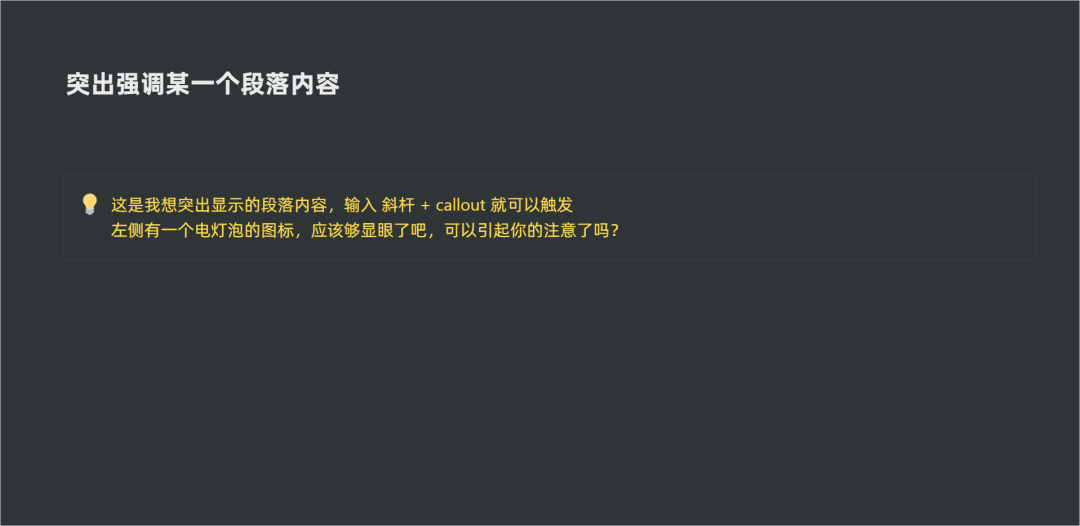 突出强调某一个段落内容
这是我想突出显示的段落内容，输入 斜杆 + callout 就可以触发
左侧有一个电灯泡的图标，应该够显眼了吧，可以引起你的注意了吗？